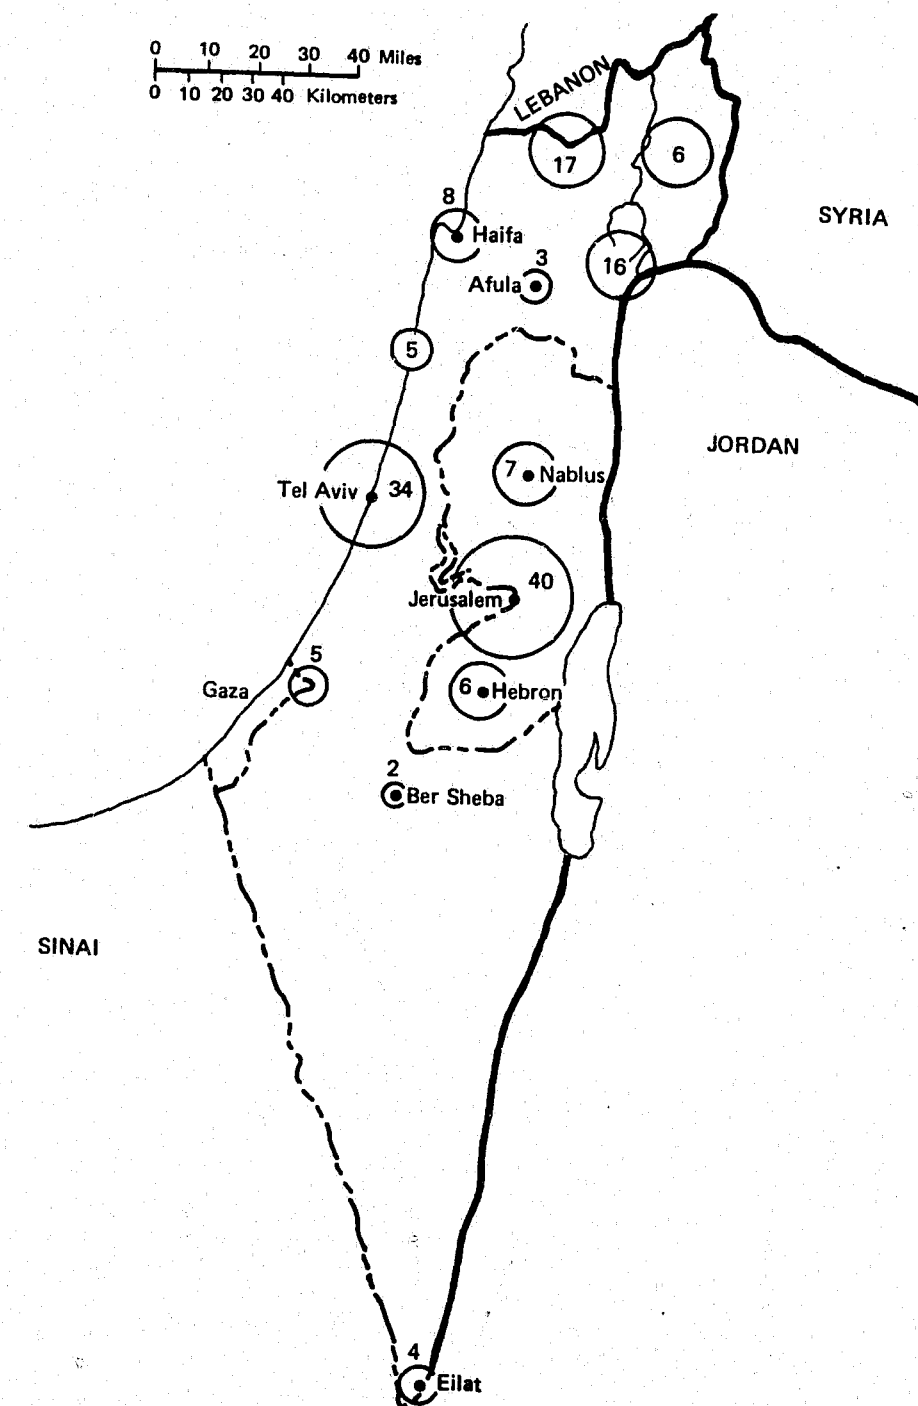 0 10 20 30 40 Miles
0 10 20 30 40 Kilometers
LEBANON
17
6
SYRIA
8
Haifa
3
Afula
16
5
JORDAN
7 Nablus
Tel Aviv 34
40
Jerusalem
5
Gaza
6 Hebron
2
Ber Sheba
SINAI
4
Eilat